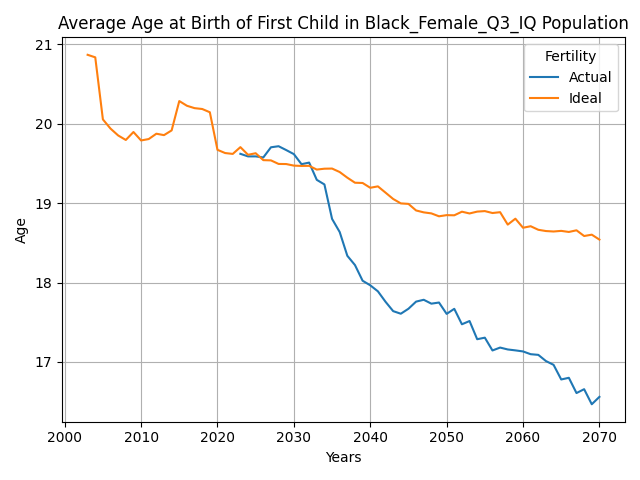 Average Age at Birth of First Child in Black_Female_Q3_IQ Population
Fertility
Actual
Ideal
Age
21
20
19
18
17
2000 2010 2020 2030 2040 2050 2060 2070
Years